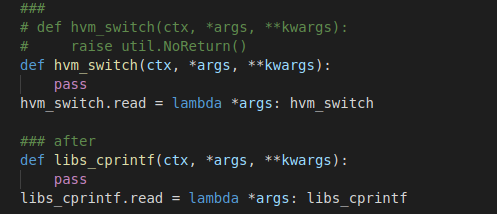 ###
# def hvm_switch(ctx, *args, **kwargs):
#     raise util.NoReturn()
def hvm_switch(ctx, *args, **kwargs):
    pass
hvm_switch.read = lambda *args: hvm_switch

### after
def libs_cprintf(ctx, *args, **kwargs):
    pass
libs_cprintf.read = lambda *args: libs_cprintf